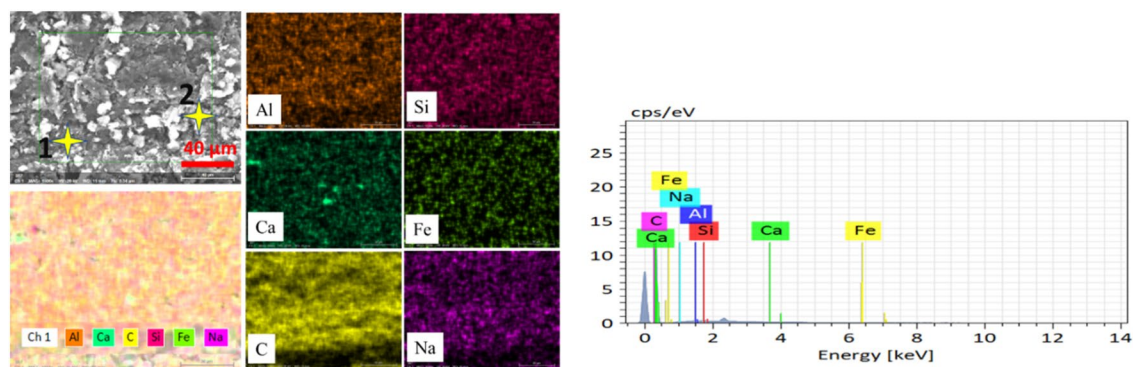 2
1
40 μm
Al
Si
Ca
Fe
C
Na
Ch 1 Al Ca C Si Fe Na
cps/eV
25
20
15
10
5
0
Fe
Na
Al
C
Si
Ca
Ca
Fe
0 2 4 6 8 10 12 14
Energy [keV]